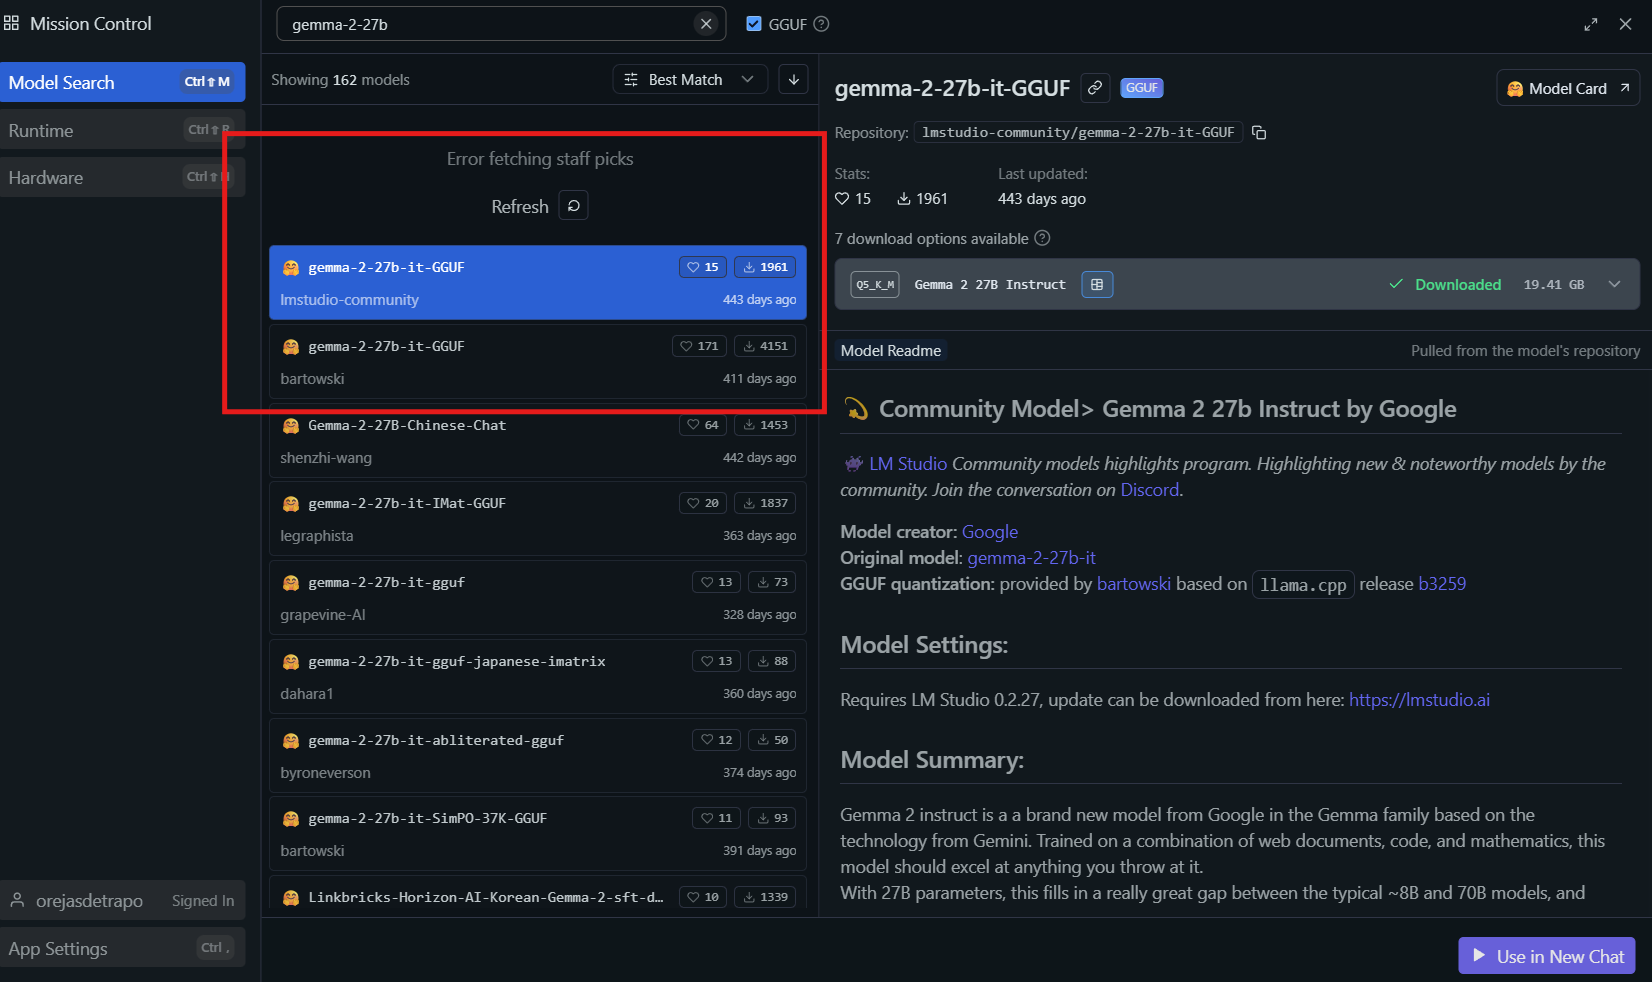 Mission Control
Model Search Ctrl⇧M
Runtime Ctrl⇧R
Hardware Ctrl⇧
orejasdetrapo Signed In
App Settings Ctrl ,
gemma-2-27b
GGUF
Showing 162 models
Best Match
Error fetching staff picks
Refresh
gemma-2-27b-it-GGUF 15 1961
lmstudio-community 443 days ago
gemma-2-27b-it-GGUF 171 4151
bartowski 411 days ago
Gemma-2-27B-Chinese-Chat 64 1453
shenzhi-wang 442 days ago
gemma-2-27b-it-IMat-GGUF 20 1837
legraphista 363 days ago
gemma-2-27b-it-gguf 13 73
grapevine-AI 328 days ago
gemma-2-27b-it-gguf-japanese-imatrix 13 88
dahara1 360 days ago
gemma-2-27b-it-abliterated-gguf 12 50
byroneverson 374 days ago
gemma-2-27b-it-SimPO-37K-GGUF 11 93
bartowski 391 days ago
Linkbricks-Horizon-AI-Korean-Gemma-2-sft-d… 10 1339
gemma-2-27b-it-GGUF GGUF
Model Card
Repository: lmstudio-community/gemma-2-27b-it-GGUF
Stats: Last updated:
15 1961 443 days ago
7 download options available
Q5_K_M Gemma 2 27B Instruct Downloaded 19.41 GB
Model Readme Pulled from the model's repository
Community Model> Gemma 2 27b Instruct by Google
LM Studio Community models highlights program. Highlighting new & noteworthy models by the
community. Join the conversation on Discord.
Model creator: Google
Original model: gemma-2-27b-it
GGUF quantization: provided by bartowski based on llama.cpp release b3259
Model Settings:
Requires LM Studio 0.2.27, update can be downloaded from here: https://lmstudio.ai
Model Summary:
Gemma 2 instruct is a a brand new model from Google in the Gemma family based on the
technology from Gemini. Trained on a combination of web documents, code, and mathematics, this
model should excel at anything you throw at it.
With 27B parameters, this fills in a really great gap between the typical ~8B and 70B models, and
Use in New Chat